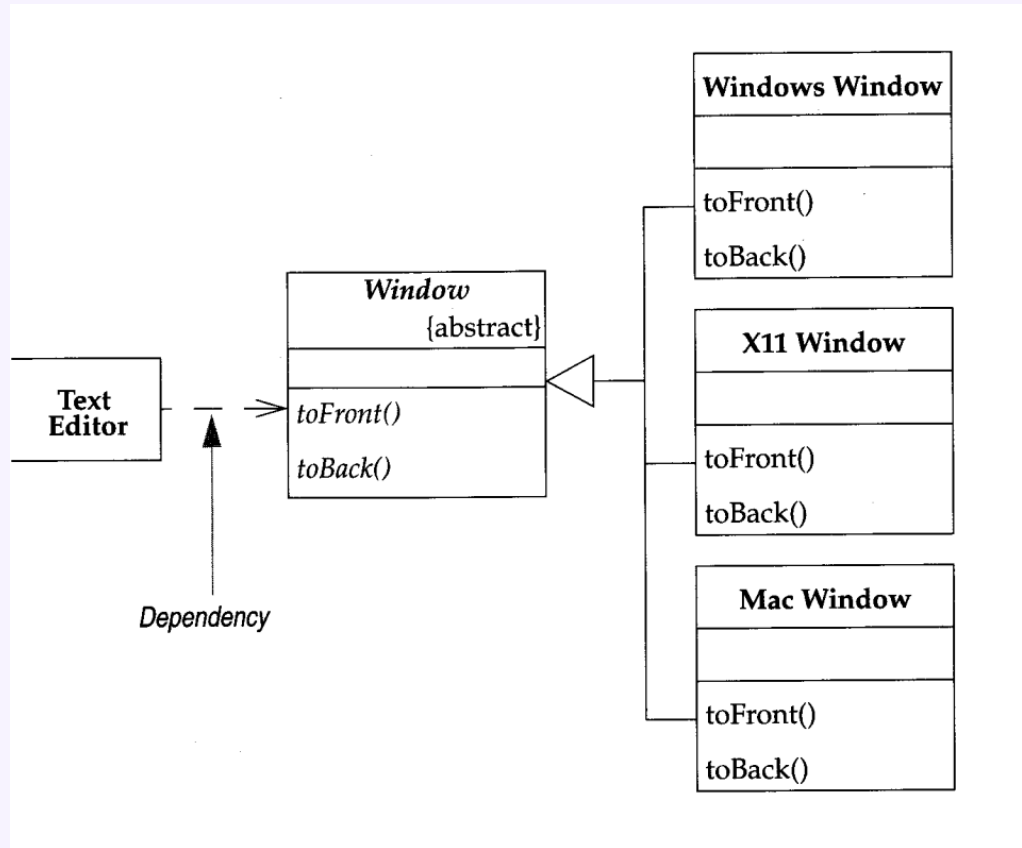 Windows Window
toFront()
toBack()
Window
{abstract}
toFront()
toBack()
Text
Editor
Dependency
X11 Window
toFront()
toBack()
Mac Window
toFront()
toBack()